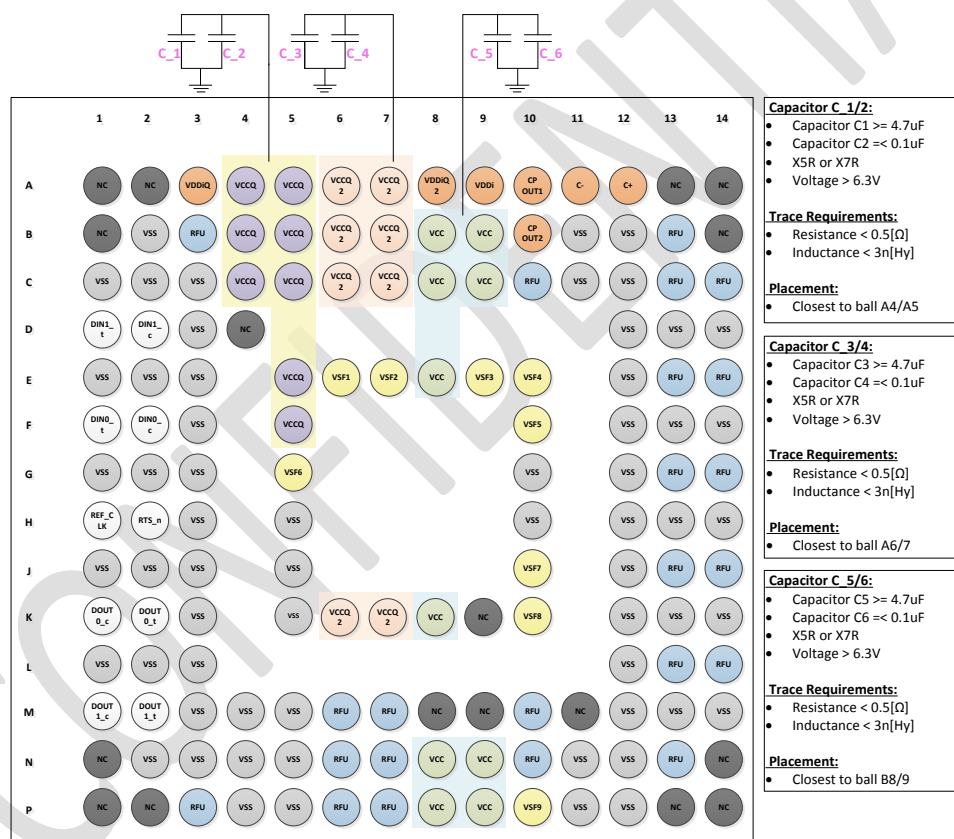 C_1 C_2 C_3 C_4 C_5 C_6
1 2 3 4 5 6 7 8 9 10 11 12 13 14
A NC NC VDDiQ VCCQ VCCQ VCCQ 2 VCCQ 2 VDDiQ 2 VDDi CP OUT1 C- C+ NC NC
B NC VSS RFU VCCQ VCCQ VCCQ 2 VCCQ 2 VCC VCC CP OUT2 VSS VSS RFU NC
C VSS VSS VSS VCCQ VCCQ VCCQ 2 VCCQ 2 VCC VCC RFU VSS VSS RFU RFU
D DIN1_t DIN1_c VSS NC VSS VSS VSS
E VSS VSS VSS VCCQ VSF1 VSF2 VCC VSF3 VSF4 VSS RFU RFU
F DIN0_t DIN0_c VSS VCCQ VSF5 VSS VSS VSS
G VSS VSS VSS VSF6 VSS VSS RFU RFU
H REF_CLK RTS_n VSS VSS VSS VSS VSS VSS
J VSS VSS VSS VSS VSF7 VSS RFU RFU
K DOUT0_c DOUT0_t VSS VSS VCCQ 2 VCCQ 2 VCC NC VSF8 VSS VSS VSS
L VSS VSS VSS VSS RFU RFU
M DOUT1_c DOUT1_t VSS VSS VSS RFU RFU NC NC RFU NC VSS VSS VSS
N NC VSS VSS VSS VSS RFU RFU VCC VCC RFU VSS VSS RFU NC
P NC NC RFU VSS VSS RFU RFU VCC VCC VSF9 VSS VSS NC NC
Capacitor C_1/2:
• Capacitor C1 >= 4.7uF
• Capacitor C2 =< 0.1uF
• X5R or X7R
• Voltage > 6.3V
Trace Requirements:
• Resistance < 0.5[Ω]
• Inductance < 3n[Hy]
Placement:
• Closest to ball A4/A5
Capacitor C_3/4:
• Capacitor C3 >= 4.7uF
• Capacitor C4 =< 0.1uF
• X5R or X7R
• Voltage > 6.3V
Trace Requirements:
• Resistance < 0.5[Ω]
• Inductance < 3n[Hy]
Placement:
• Closest to ball A6/7
Capacitor C_5/6:
• Capacitor C5 >= 4.7uF
• Capacitor C6 =< 0.1uF
• X5R or X7R
• Voltage > 6.3V
Trace Requirements:
• Resistance < 0.5[Ω]
• Inductance < 3n[Hy]
Placement:
• Closest to ball B8/9